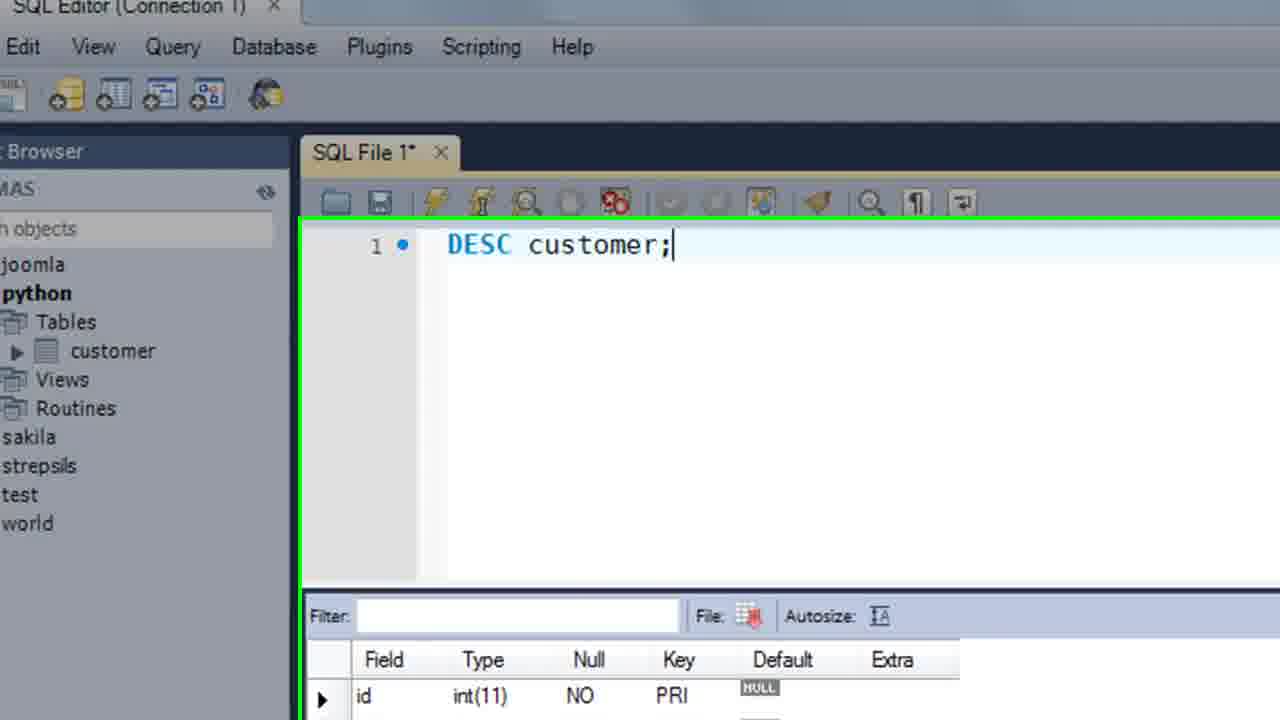 SQL Editor (Connection 1)
Edit View Query Database Plugins Scripting Help
Browser
SQL File 1*
MAS
objects
1 DESC customer;
joomla
python
Tables
customer
Views
Routines
sakila
strepsils
test
world
Filter: File: Autosize:
Field Type Null Key Default Extra
id int(11) NO PRI NULL